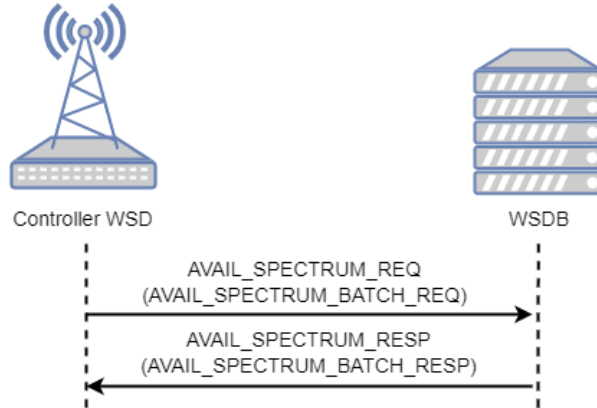 Controller WSD
WSDB
AVAIL_SPECTRUM_REQ
(AVAIL_SPECTRUM_BATCH_REQ)
AVAIL_SPECTRUM_RESP
(AVAIL_SPECTRUM_BATCH_RESP)